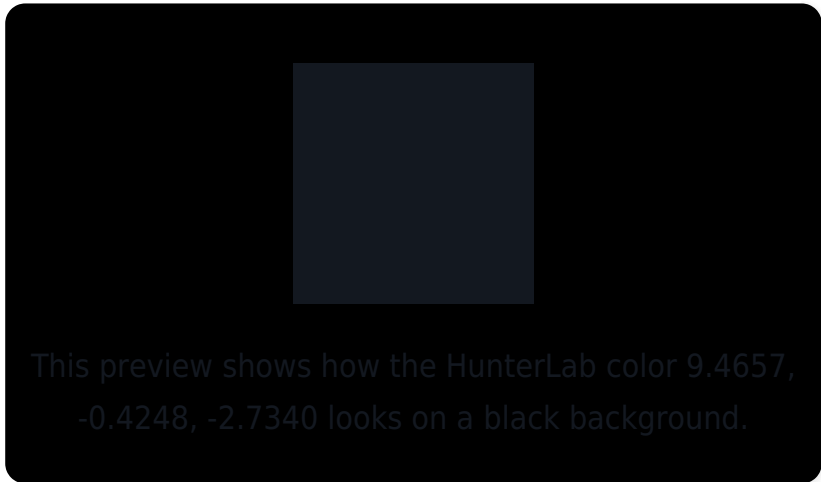 This preview shows how the HunterLab color 9.4657,
-0.4248, -2.7340 looks on a black background.